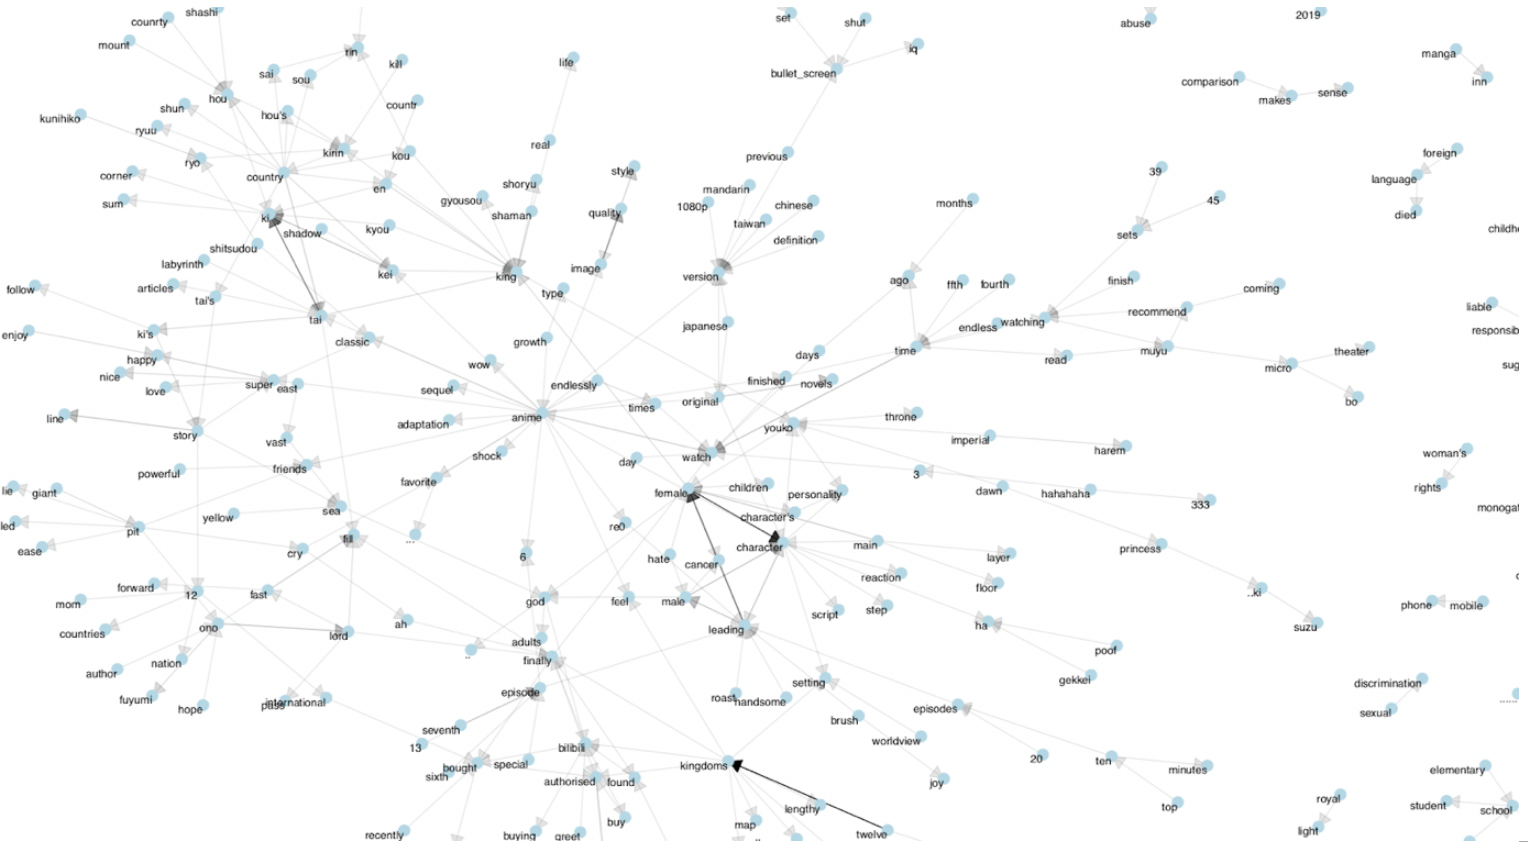 shashi
counrty
set
shut
2019
abuse
mount
rin
iq
manga
life
kill
sai
sou
bullet_screen
inn
comparison
hou
makes
sense
shun
hou's
countr
kunihiko
ryuu
real
kirin
kou
previous
foreign
ryo
style
39
corner
country
language
shoryu
en
mandarin
sum
gyousou
1080p
chinese
months
45
quality
shaman
died
ki
taiwan
shadow
kyou
sets
definition
childh
shitsudou
labyrinth
kei
image
king
version
ago
finish
articles
follow
type
ffth
fourth
coming
tai's
liable
recommend
tai
watching
ki's
japanese
endless
responsib
enjoy
classic
growth
days
time
muyu
theater
happy
read
wow
sug
nice
micro
love
super
east
sequel
endlessly
finished
novels
bo
times
original
line
anime
adaptation
throne
youko
story
vast
imperial
harem
shock
day
watch
woman's
powerful
friends
3
favorite
lie
giant
female
children
personality
dawn
hahahaha
rights
333
sea
yellow
character's
monogat
led
pit
re0
...
fill
character
main
princess
ease
cry
6
hate
cancer
layer
reaction
floor
forward
12
fast
..ki
mom
god
feel
male
script
step
phone
mobile
countries
ono
lord
ah
leading
ha
suzu
adults
poof
..
nation
finally
author
gekkei
setting
discrimination
fuyumi
episode
roast
handsome
hope
pass
international
episodes
sexual
......
brush
seventh
worldview
13
bilibili
20
ten
bought
special
kingdoms
minutes
elementary
sixth
authorised
found
joy
royal
student
lengthy
top
school
buy
map
light
recently
buying
greet
twelve